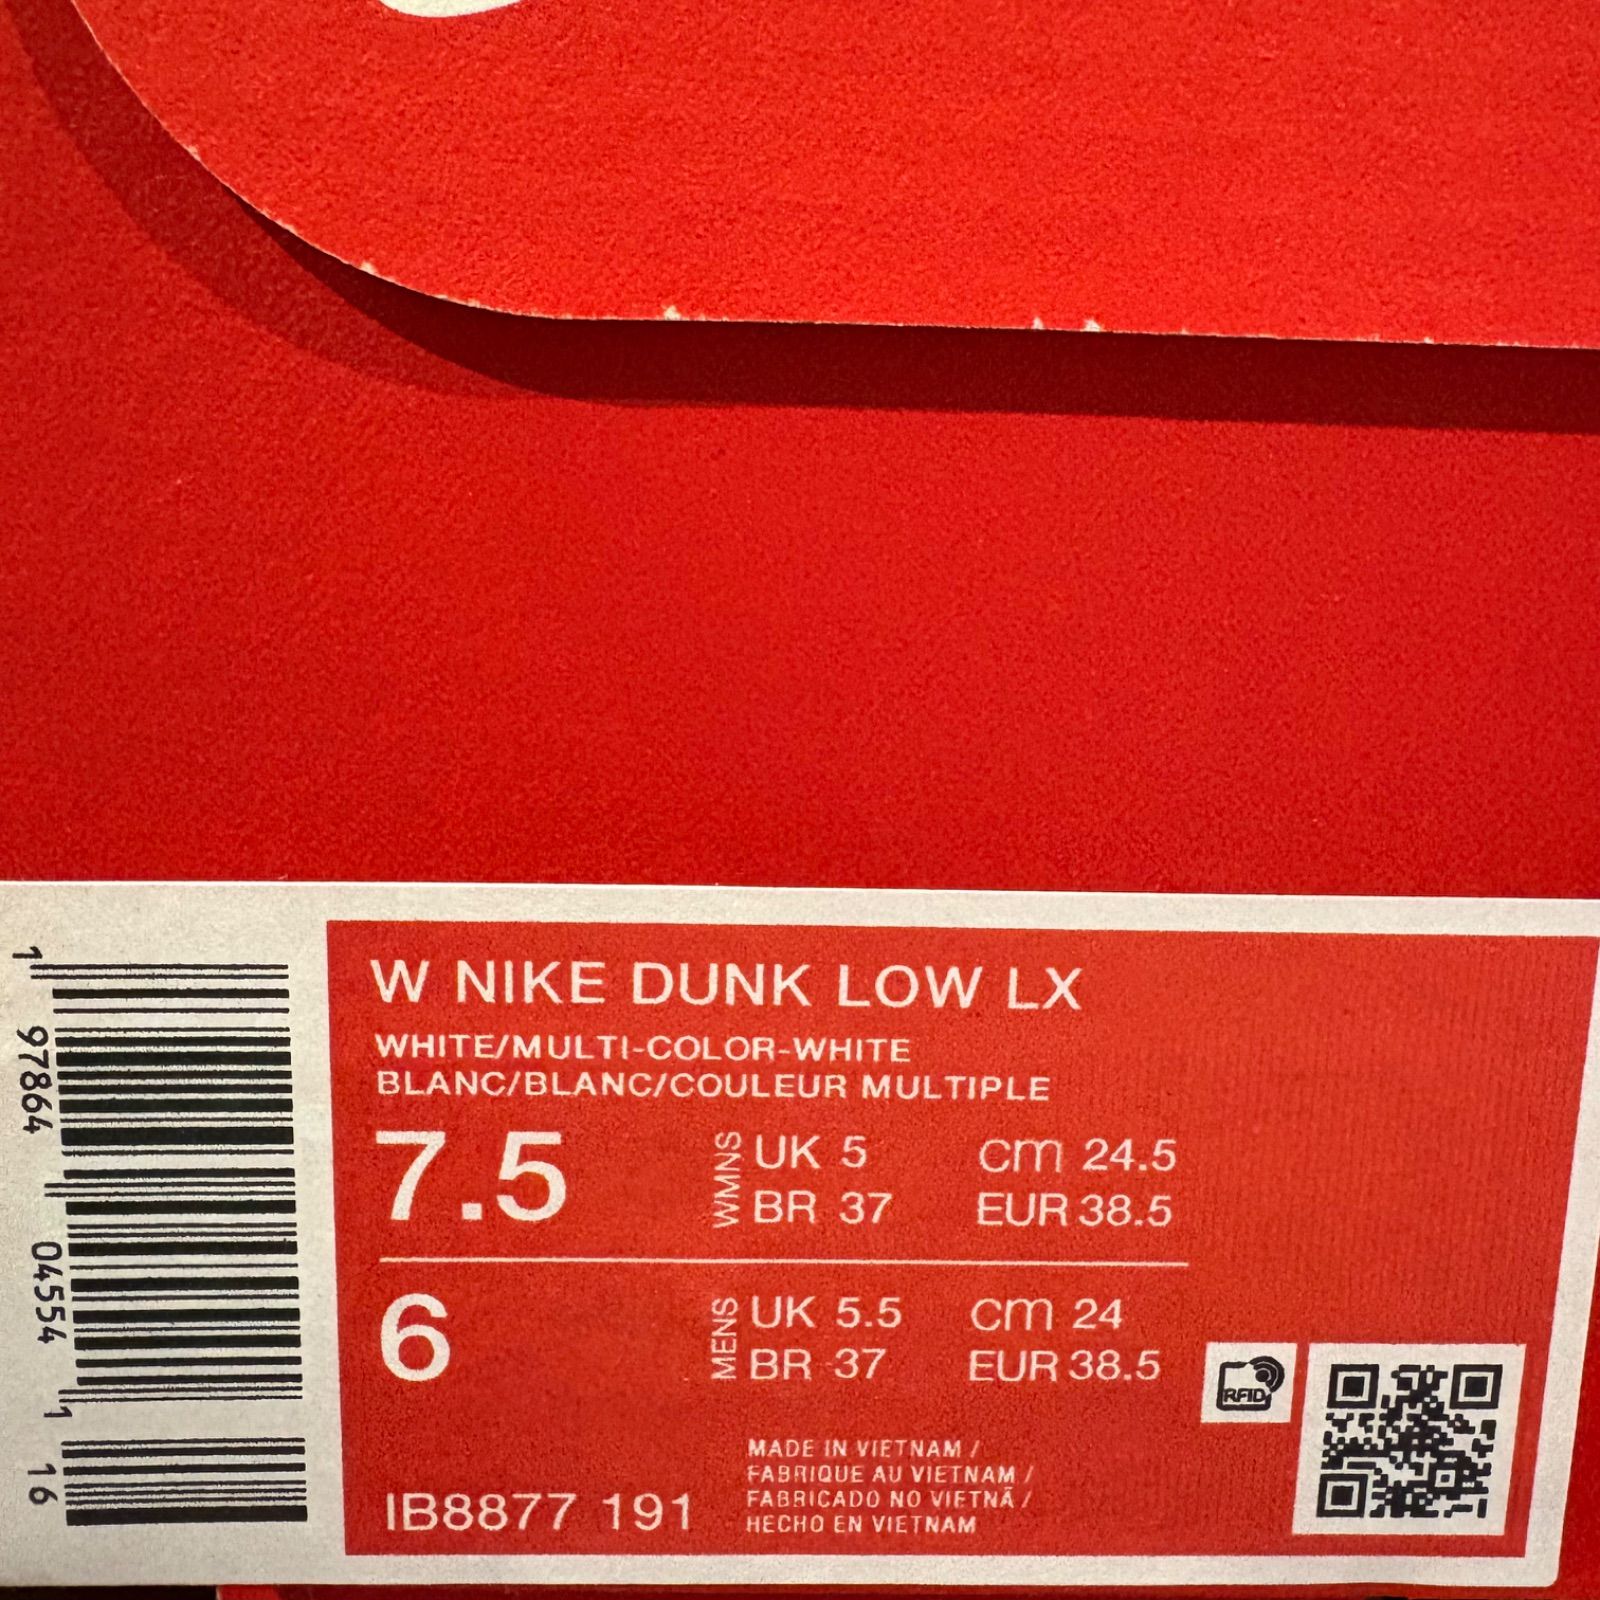 W NIKE DUNK LOW LX
WHITE/MULTI-COLOR-WHITE
BLANC/BLANC/COULEUR MULTIPLE
7.5 WMNS UK 5 cm 24.5
BR 37 EUR 38.5
6 MENS UK 5.5 cm 24
BR 37 EUR 38.5
RFID
IB8877 191
MADE IN VIETNAM /
FABRIQUE AU VIETNAM /
FABRICADO NO VIETNÃ /
HECHO EN VIETNAM
1 97864 04554 1 16